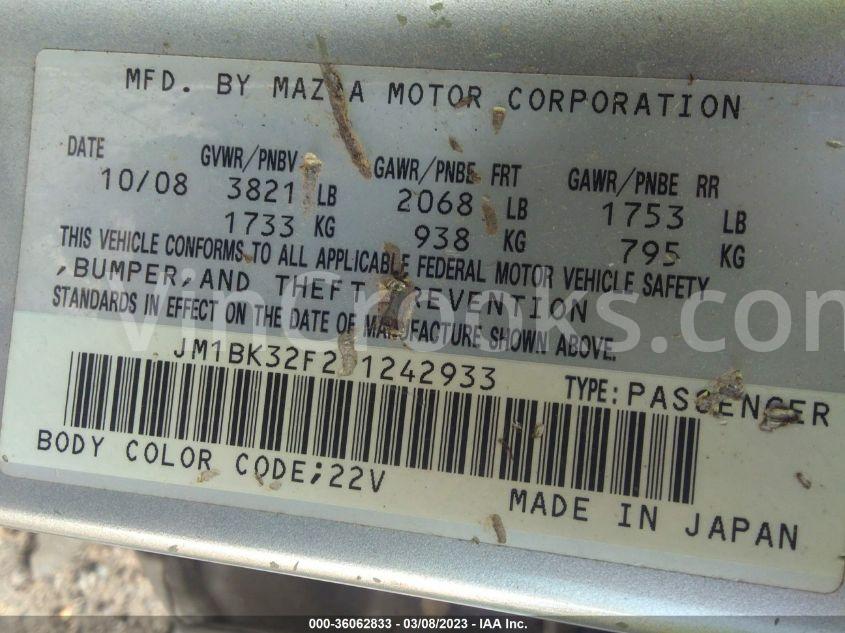 MFD. BY MOTOR CORPORATION
DATE GVWR/PNBV GAWR/PNBE FRT GAWR/PNBE RR
10/08 3821 LB 2068 LB 1753 LB
1733 KG 938 KG 795 KG
THIS VEHICLE CONFORMS TO ALL APPLICABLE FEDERAL MOTOR VEHICLE SAFETY
,BUMPER,AND THEFT
STANDARDS IN EFFECT ON THE DATE OF MANUFACTURE SHOWN ABOVE.
TYPE:
BODY COLOR CODE;22V
MADE IN JAPAN
VinCrooks.com
000-36062833 - 03/08/2023 - IAA Inc.